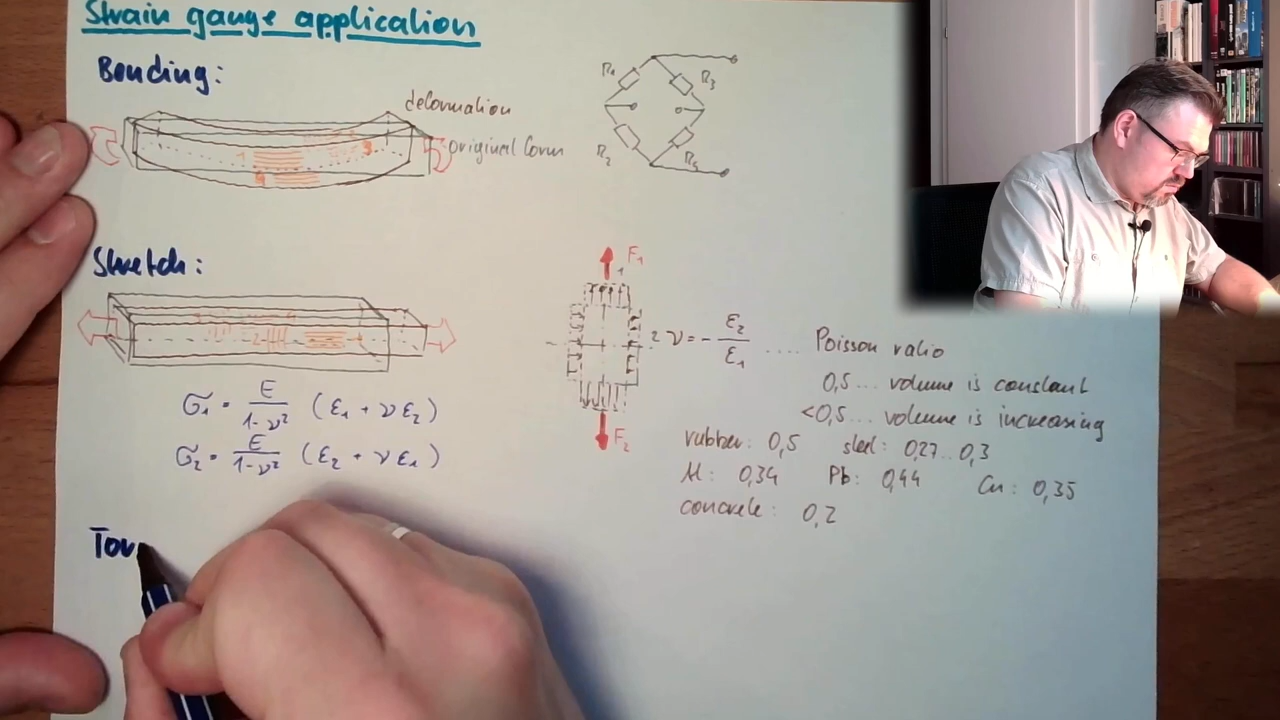 Strain gauge application
Bending:
deformation
original form
R1
R3
R2
R4
Stretch:
F1
1
2 ν = - ε2 / ε1 .... Poisson ratio
0,5 ... volume is constant
<0,5 ... volume is increasing
F2
rubber: 0,5 steel: 0,27..0,3
Al: 0,34 Pb: 0,44 Cu: 0,35
concrete: 0,2
σ1 = E / 1-ν² (ε1 + ν ε2)
σ2 = E / 1-ν² (ε2 + ν ε1)
Tor